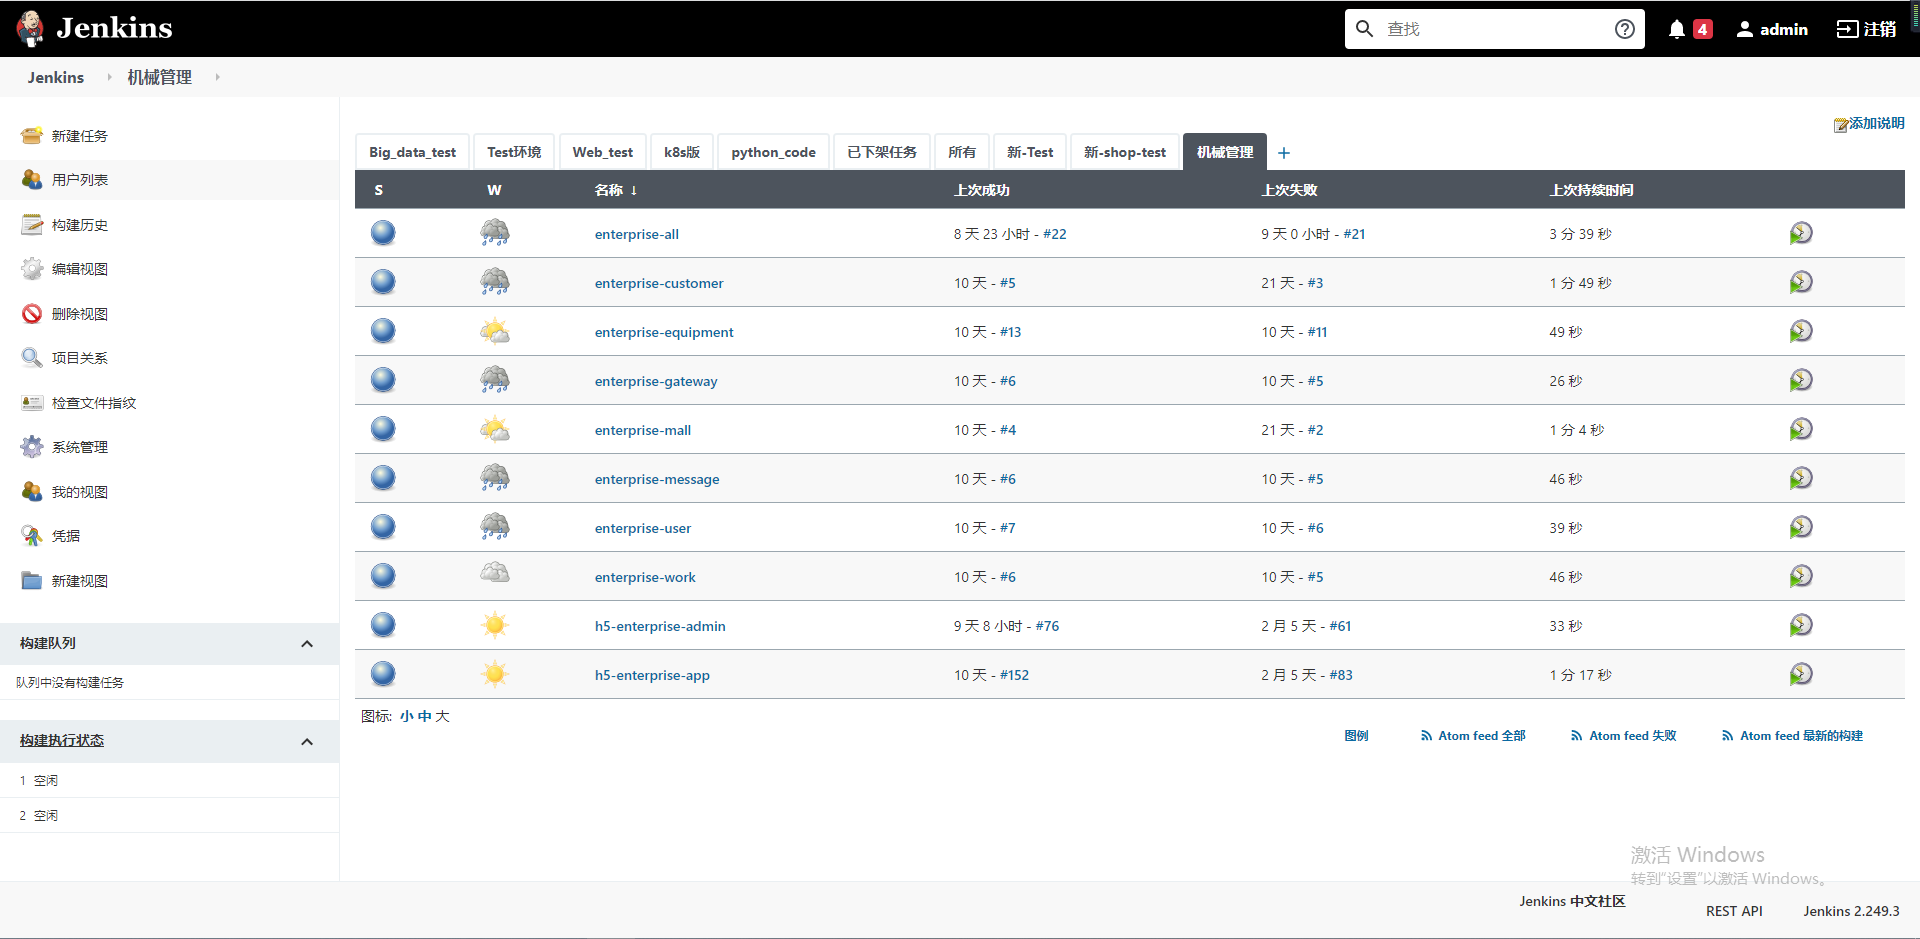 Jenkins
查找
4
admin
注销
Jenkins
机械管理
添加说明
新建任务
用户列表
构建历史
编辑视图
删除视图
项目关系
检查文件指纹
系统管理
我的视图
凭据
新建视图
构建队列
队列中没有构建任务
构建执行状态
1 空闲
2 空闲
Big_data_test Test环境 Web_test k8s版 python_code 已下架任务 所有 新-Test 新-shop-test 机械管理 +
S W 名称 ↓ 上次成功 上次失败 上次持续时间
enterprise-all 8 天 23 小时 - #22 9 天 0 小时 - #21 3 分 39 秒
enterprise-customer 10 天 - #5 21 天 - #3 1 分 49 秒
enterprise-equipment 10 天 - #13 10 天 - #11 49 秒
enterprise-gateway 10 天 - #6 10 天 - #5 26 秒
enterprise-mall 10 天 - #4 21 天 - #2 1 分 4 秒
enterprise-message 10 天 - #6 10 天 - #5 46 秒
enterprise-user 10 天 - #7 10 天 - #6 39 秒
enterprise-work 10 天 - #6 10 天 - #5 46 秒
h5-enterprise-admin 9 天 8 小时 - #76 2 月 5 天 - #61 33 秒
h5-enterprise-app 10 天 - #152 2 月 5 天 - #83 1 分 17 秒
图标: 小 中 大
图例 Atom feed 全部 Atom feed 失败 Atom feed 最新的构建
激活 Windows
转到“设置”以激活 Windows。
Jenkins 中文社区
REST API
Jenkins 2.249.3